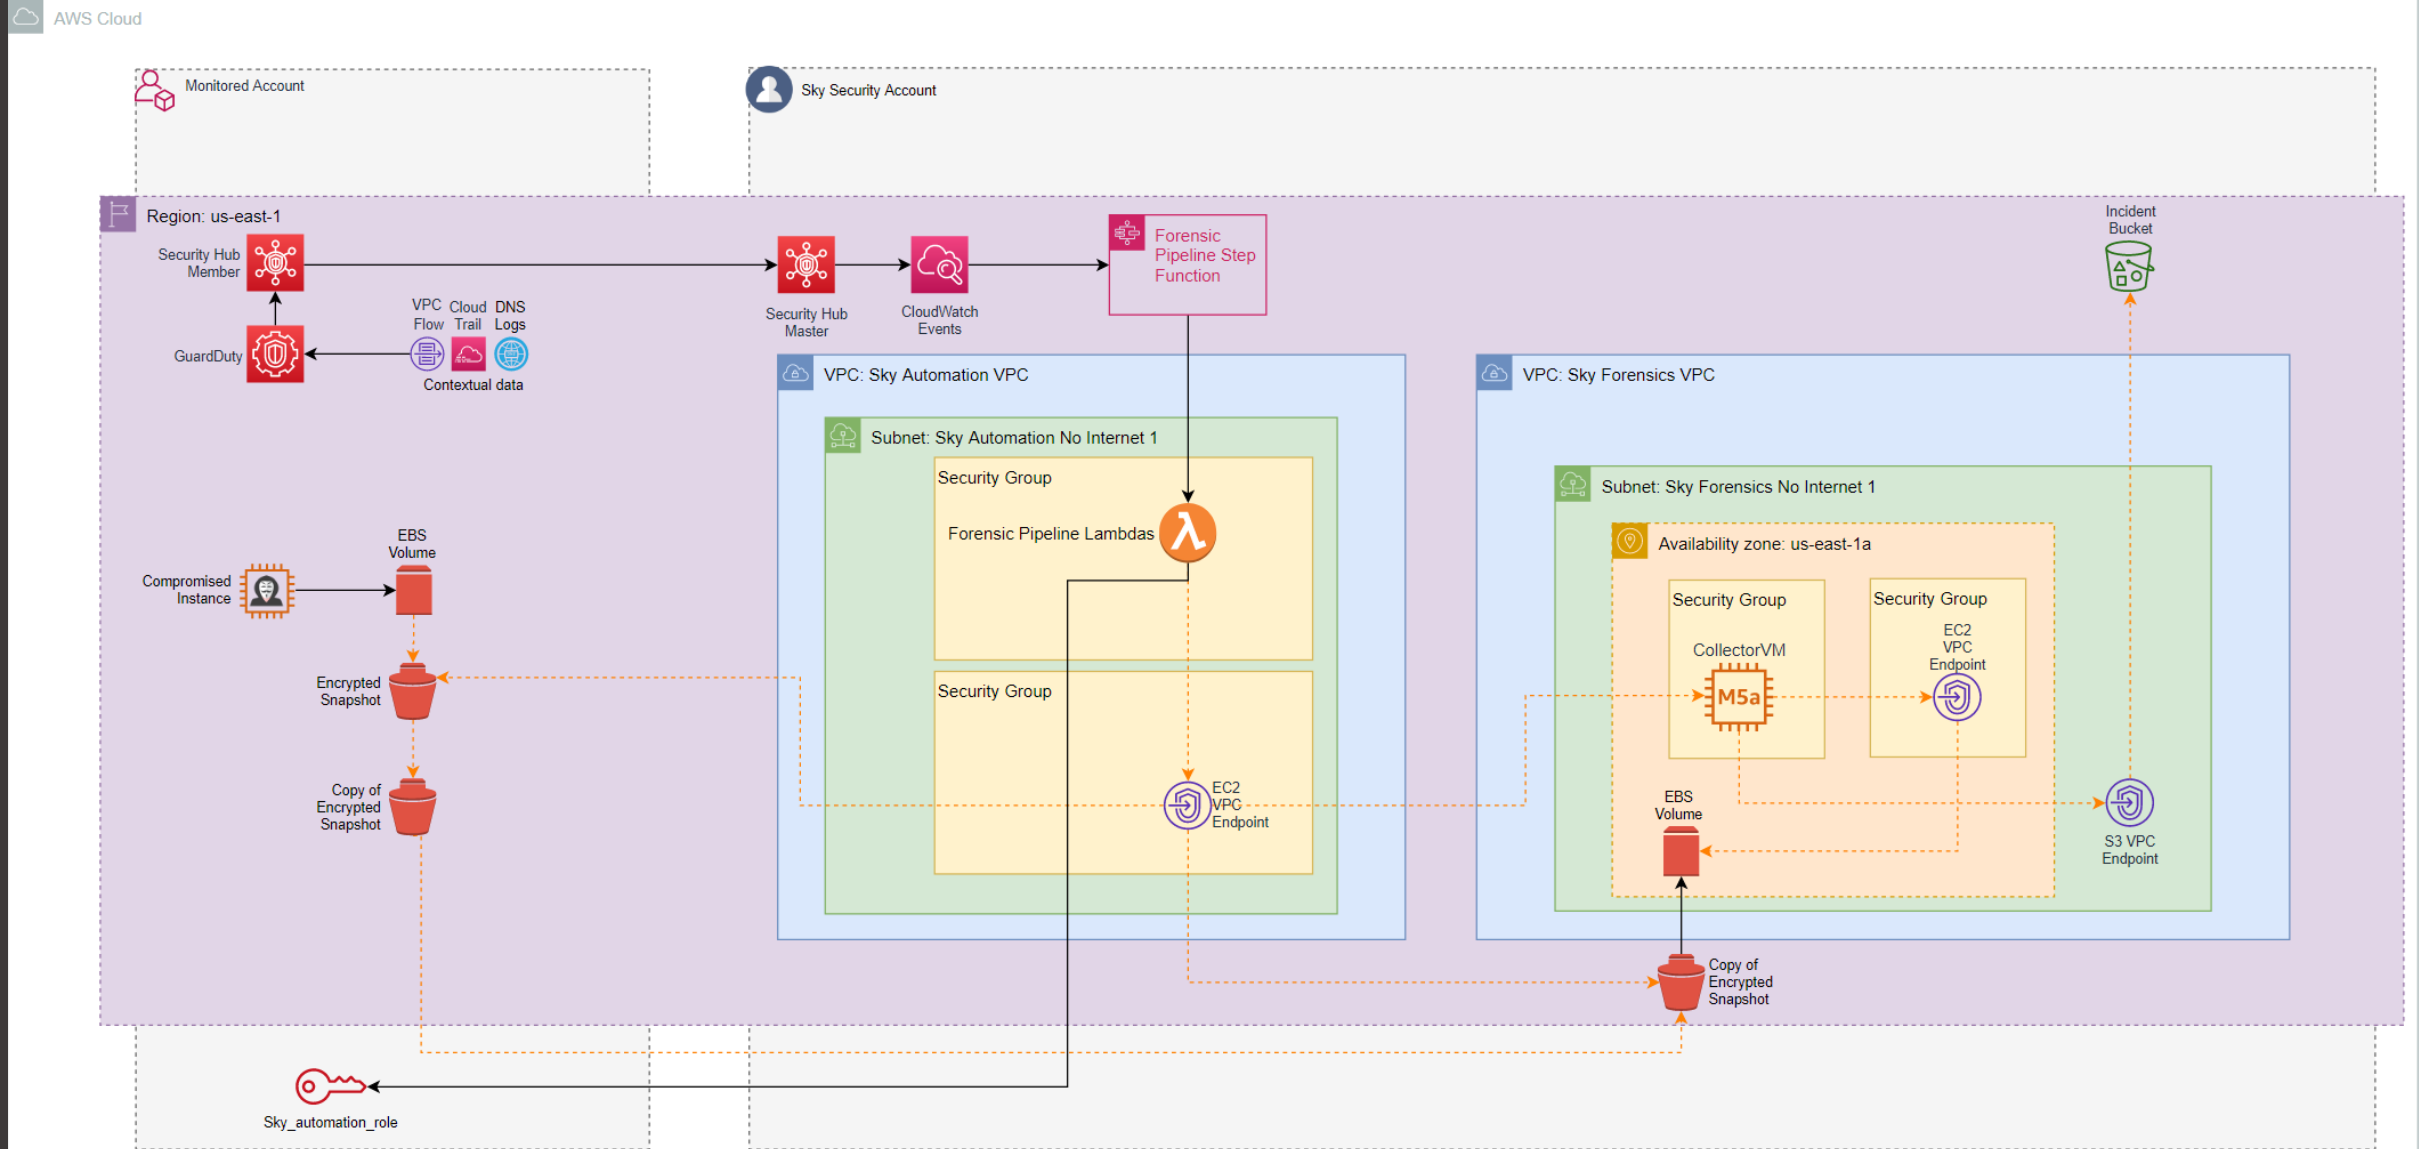 AWS Cloud
Monitored Account
Sky Security Account
Region: us-east-1
Security Hub
Member
GuardDuty
VPC
Flow
Cloud
Trail
DNS
Logs
Contextual data
Security Hub
Master
CloudWatch
Events
Forensic
Pipeline Step
Function
Incident
Bucket
VPC: Sky Automation VPC
Subnet: Sky Automation No Internet 1
Security Group
Forensic Pipeline Lambdas
Security Group
EC2
VPC
Endpoint
VPC: Sky Forensics VPC
Subnet: Sky Forensics No Internet 1
Availability zone: us-east-1a
Security Group
CollectorVM
M5a
Security Group
EC2
VPC
Endpoint
EBS
Volume
S3 VPC
Endpoint
Copy of
Encrypted
Snapshot
EBS
Volume
Compromised
Instance
Encrypted
Snapshot
Copy of
Encrypted
Snapshot
Sky_automation_role